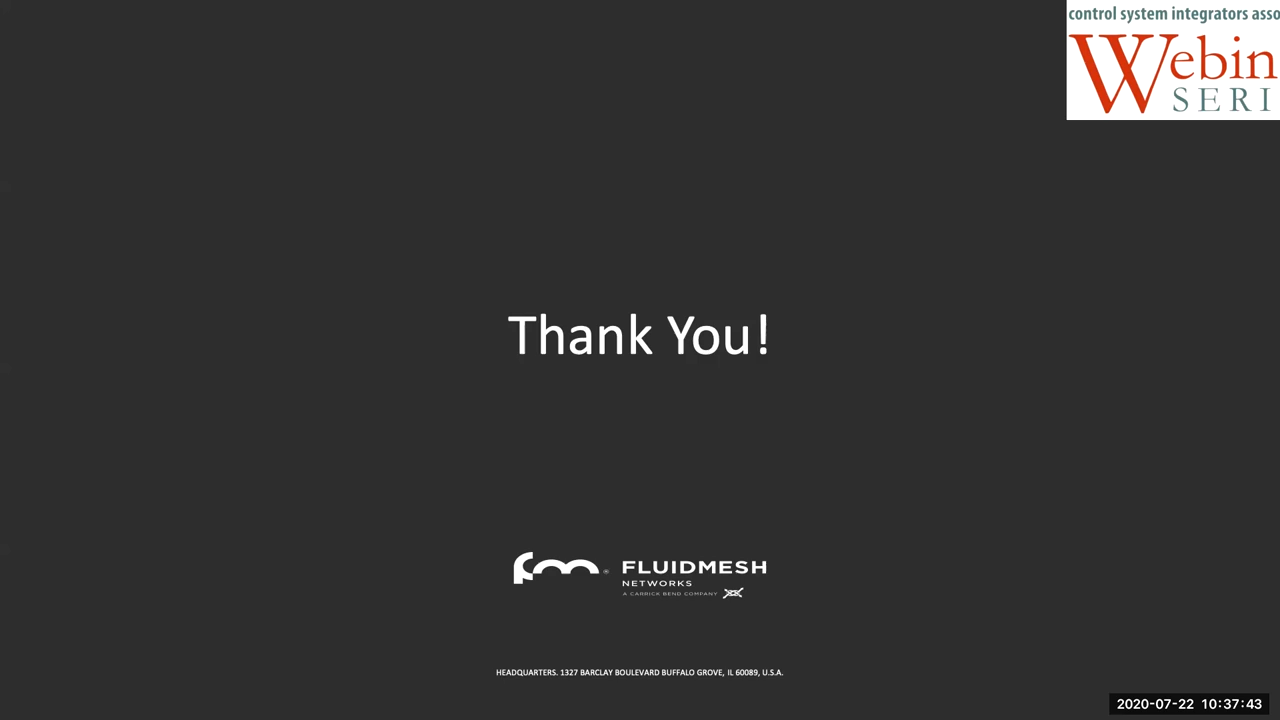 control system integrators asso
Webin
SERI
Thank You!
fm® FLUIDMESH
NETWORKS
A CARRICK BEND COMPANY
HEADQUARTERS. 1327 BARCLAY BOULEVARD BUFFALO GROVE, IL 60089, U.S.A.
2020-07-22 10:37:43